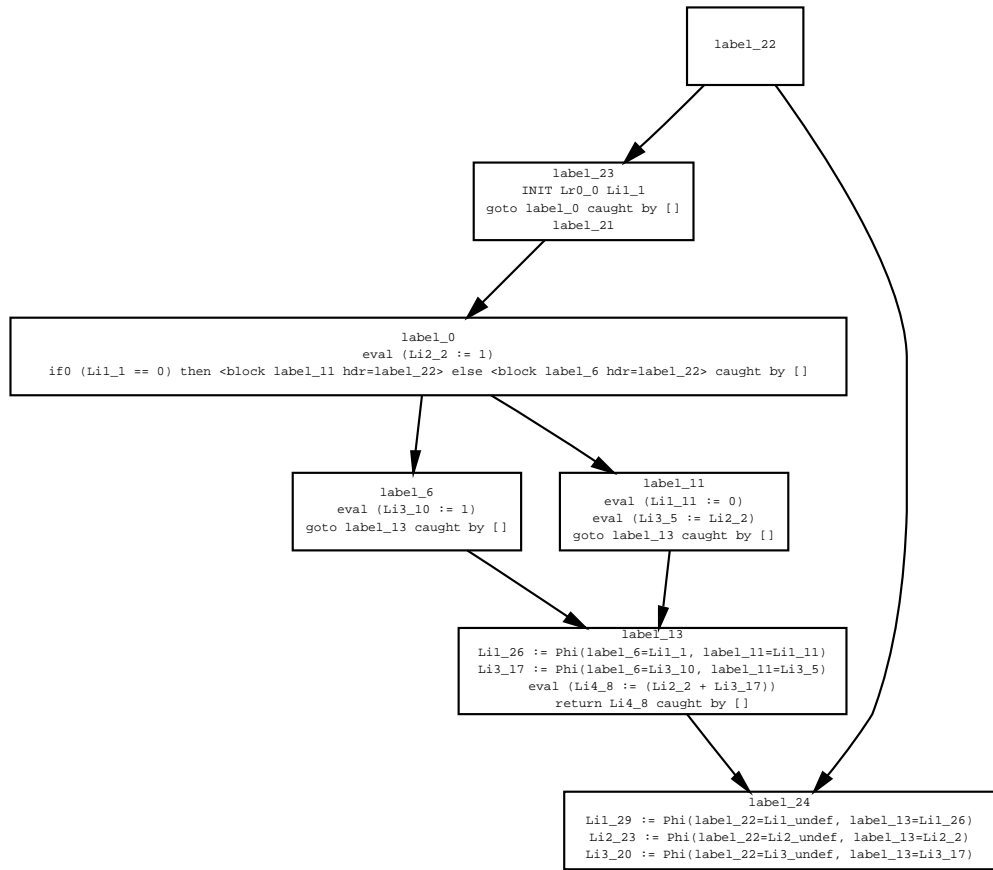 label_22
label_23
INIT Lr0_0 Li1_1
goto label_0 caught by []
label_21
label_0
eval (Li2_2 := 1)
if0 (Li1_1 == 0) then <block label_11 hdr=label_22> else <block label_6 hdr=label_22> caught by []
label_6
eval (Li3_10 := 1)
goto label_13 caught by []
label_11
eval (Li1_11 := 0)
eval (Li3_5 := Li2_2)
goto label_13 caught by []
label_13
Li1_26 := Phi(label_6=Li1_1, label_11=Li1_11)
Li3_17 := Phi(label_6=Li3_10, label_11=Li3_5)
eval (Li4_8 := (Li2_2 + Li3_17))
return Li4_8 caught by []
label_24
Li1_29 := Phi(label_22=Li1_undef, label_13=Li1_26)
Li2_23 := Phi(label_22=Li2_undef, label_13=Li2_2)
Li3_20 := Phi(label_22=Li3_undef, label_13=Li3_17)